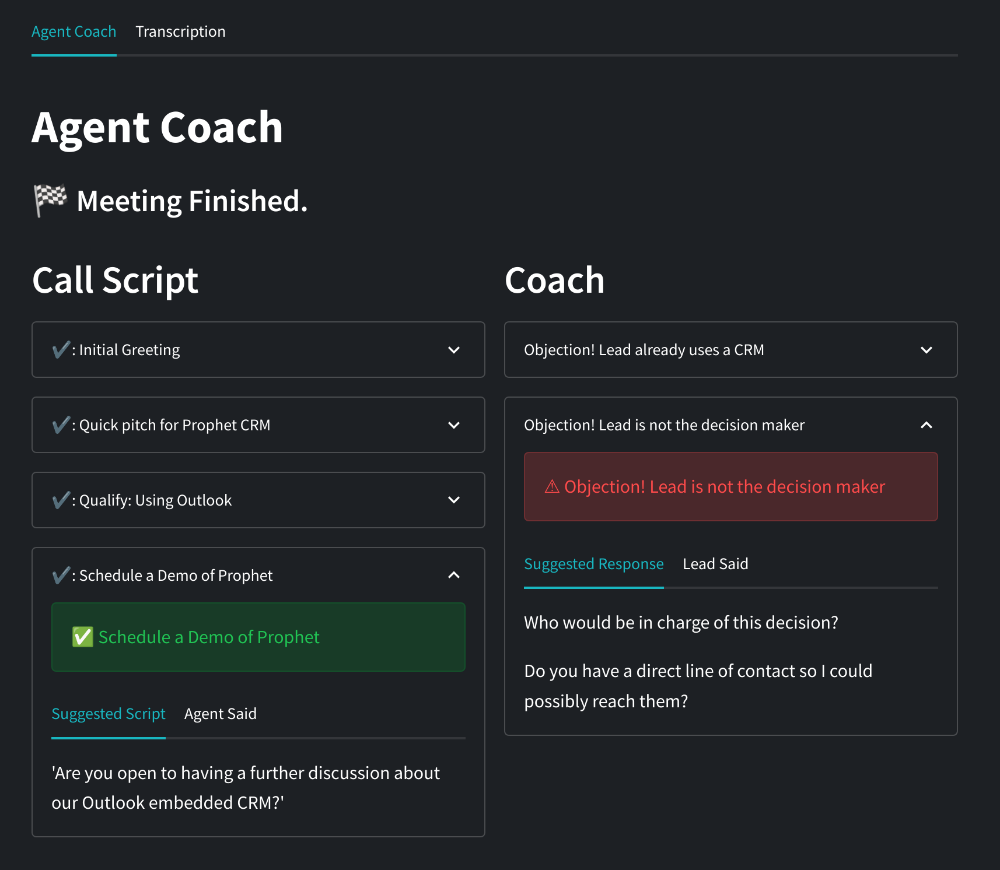 Agent Coach Transcription
Agent Coach
🏁 Meeting Finished.
Call Script
✔️: Initial Greeting
✔️: Quick pitch for Prophet CRM
✔️: Qualify: Using Outlook
✔️: Schedule a Demo of Prophet
✅ Schedule a Demo of Prophet
Suggested Script Agent Said
'Are you open to having a further discussion about
our Outlook embedded CRM?'
Coach
Objection! Lead already uses a CRM
Objection! Lead is not the decision maker
⚠ Objection! Lead is not the decision maker
Suggested Response Lead Said
Who would be in charge of this decision?
Do you have a direct line of contact so I could
possibly reach them?